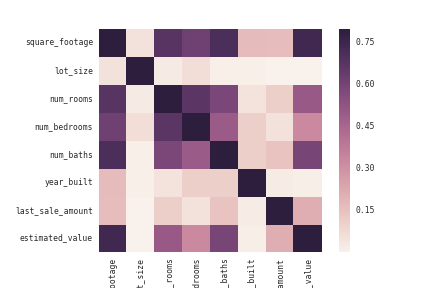 square_footage
lot_size
num_rooms
num_bedrooms
num_baths
year_built
last_sale_amount
estimated_value
0.75
0.60
0.45
0.30
0.15
ootage
t_size
_rooms
drooms
_baths
_built
amount
_value